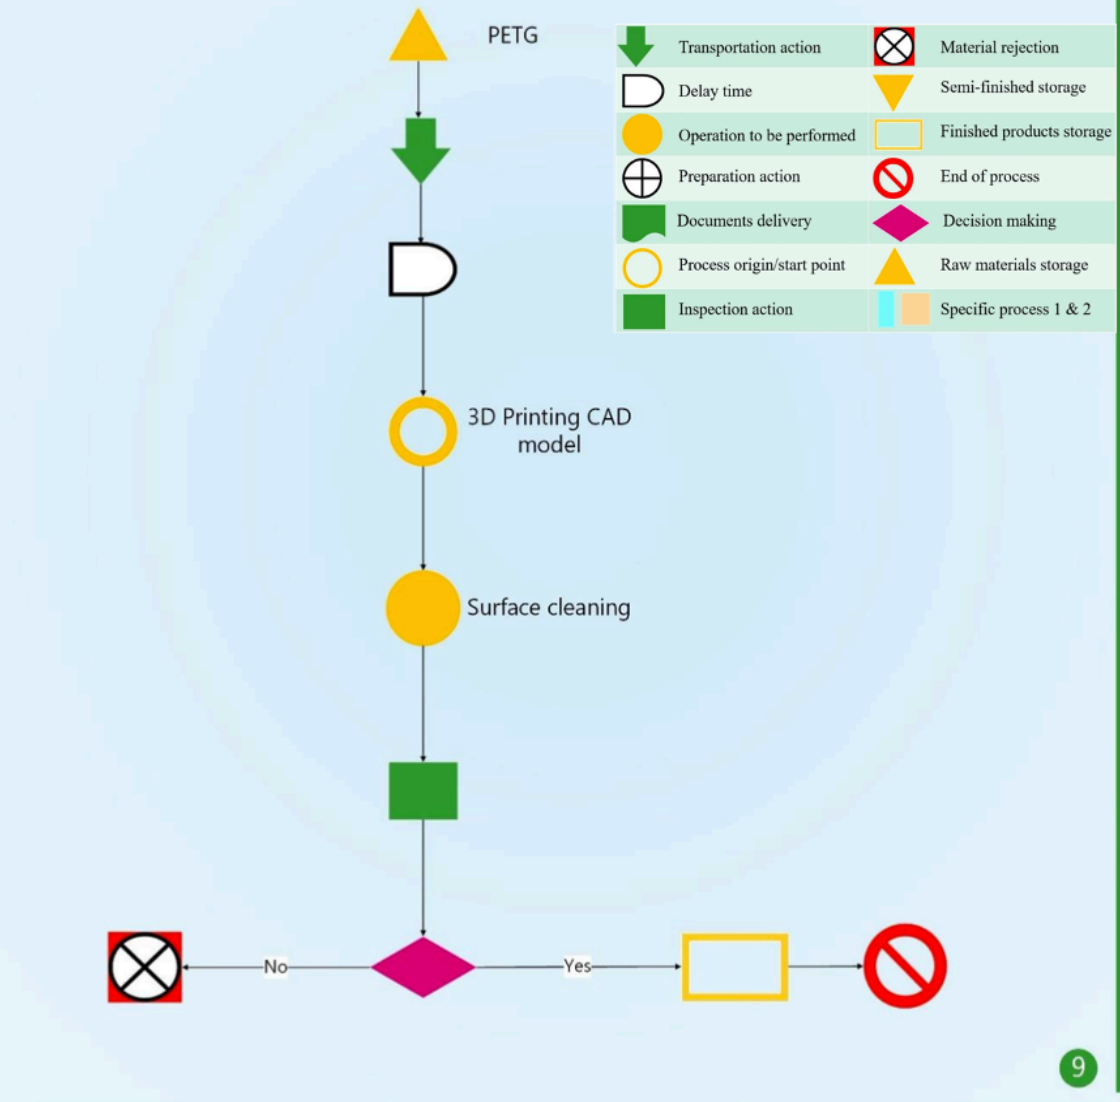 PETG
Transportation action
Material rejection
Delay time
Semi-finished storage
Operation to be performed
Finished products storage
Preparation action
End of process
Documents delivery
Decision making
Process origin/start point
Raw materials storage
Inspection action
Specific process 1 & 2
3D Printing CAD
model
Surface cleaning
No
Yes
9